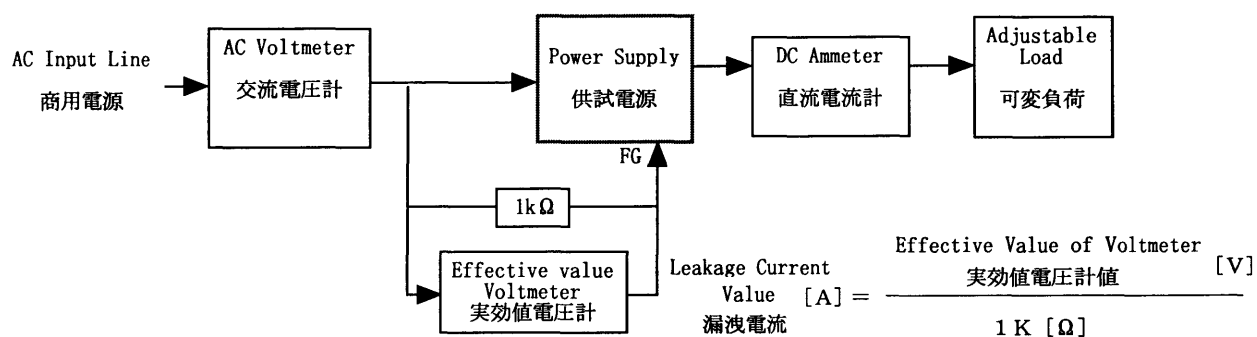 AC Input Line
商用電源
AC Voltmeter
交流電圧計
Power Supply
供試電源
DC Ammeter
直流電流計
Adjustable
Load
可変負荷
FG
1kΩ
Effective value
Voltmeter
実効値電圧計
Leakage Current
Value [A] =
漏洩電流
Effective Value of Voltmeter
実効値電圧計値 [V]
1K [Ω]